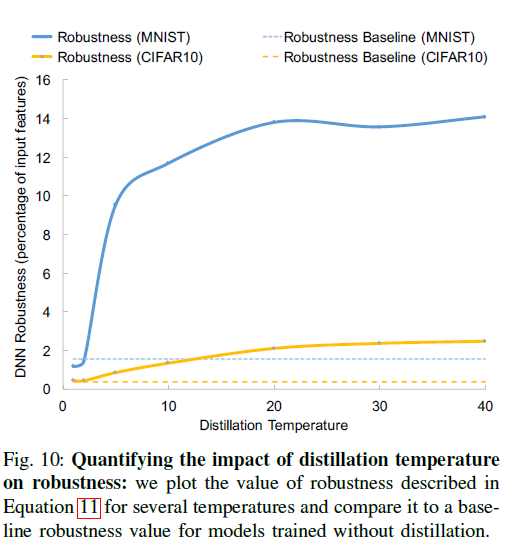 Robustness (MNIST) Robustness Baseline (MNIST)
Robustness (CIFAR10) Robustness Baseline (CIFAR10)
16
14
12
10
8
6
4
2
0
DNN Robustness (percentage of input features)
0 10 20 30 40
Distillation Temperature
Fig. 10: Quantifying the impact of distillation temperature
on robustness: we plot the value of robustness described in
Equation 11 for several temperatures and compare it to a base-
line robustness value for models trained without distillation.